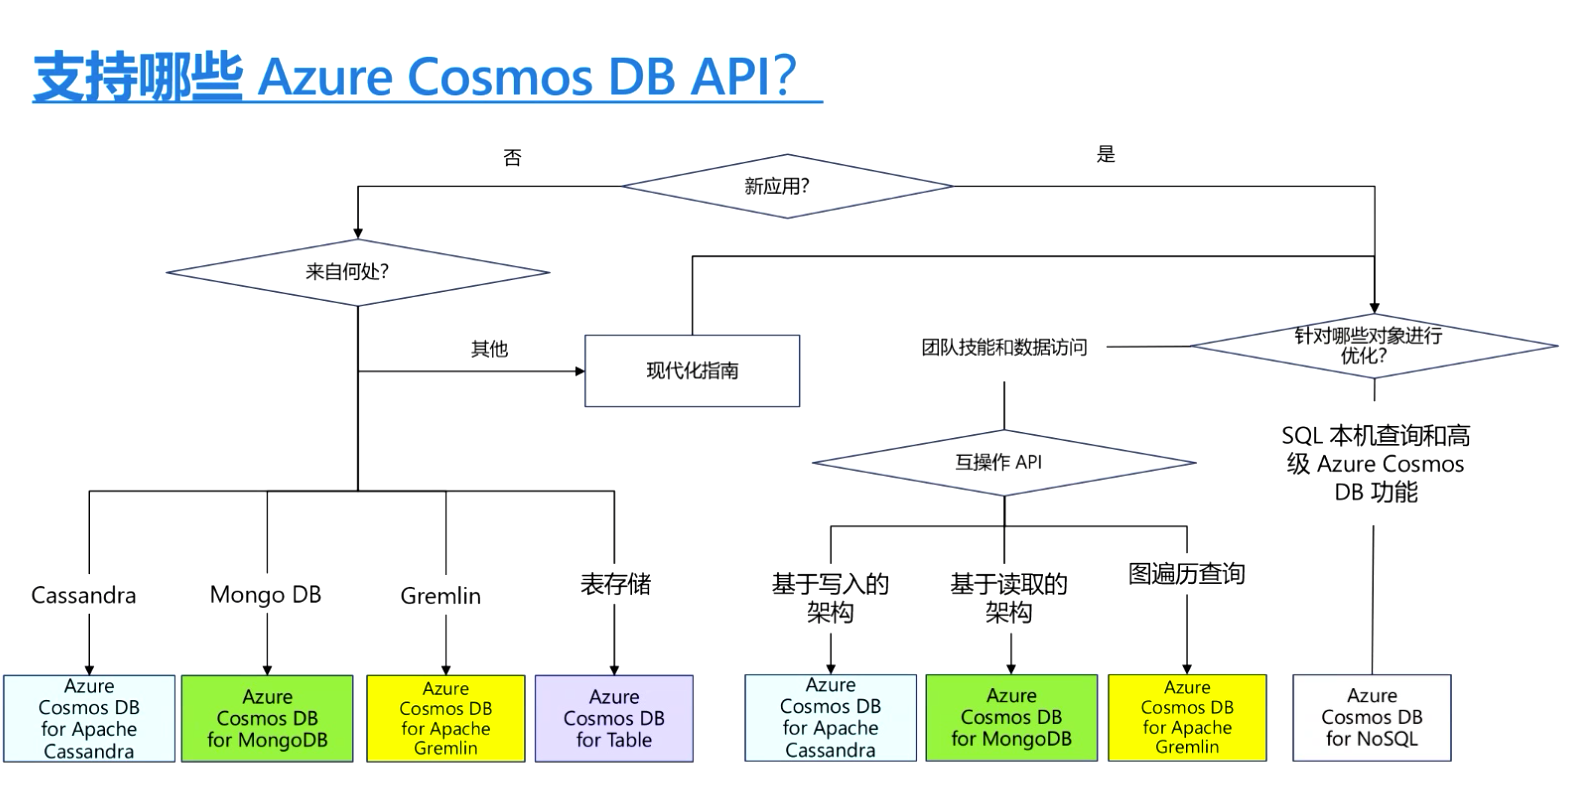 支持哪些 Azure Cosmos DB API？
否
是
新应用？
来自何处？
其他
现代化指南
团队技能和数据访问
针对哪些对象进行
优化？
互操作 API
SQL 本机查询和高
级 Azure Cosmos
DB 功能
Cassandra
Mongo DB
Gremlin
表存储
基于写入的
架构
基于读取的
架构
图遍历查询
Azure
Cosmos DB
for Apache
Cassandra
Azure
Cosmos DB
for MongoDB
Azure
Cosmos DB
for Apache
Gremlin
Azure
Cosmos DB
for Table
Azure
Cosmos DB
for Apache
Cassandra
Azure
Cosmos DB
for MongoDB
Azure
Cosmos DB
for Apache
Gremlin
Azure
Cosmos DB
for NoSQL